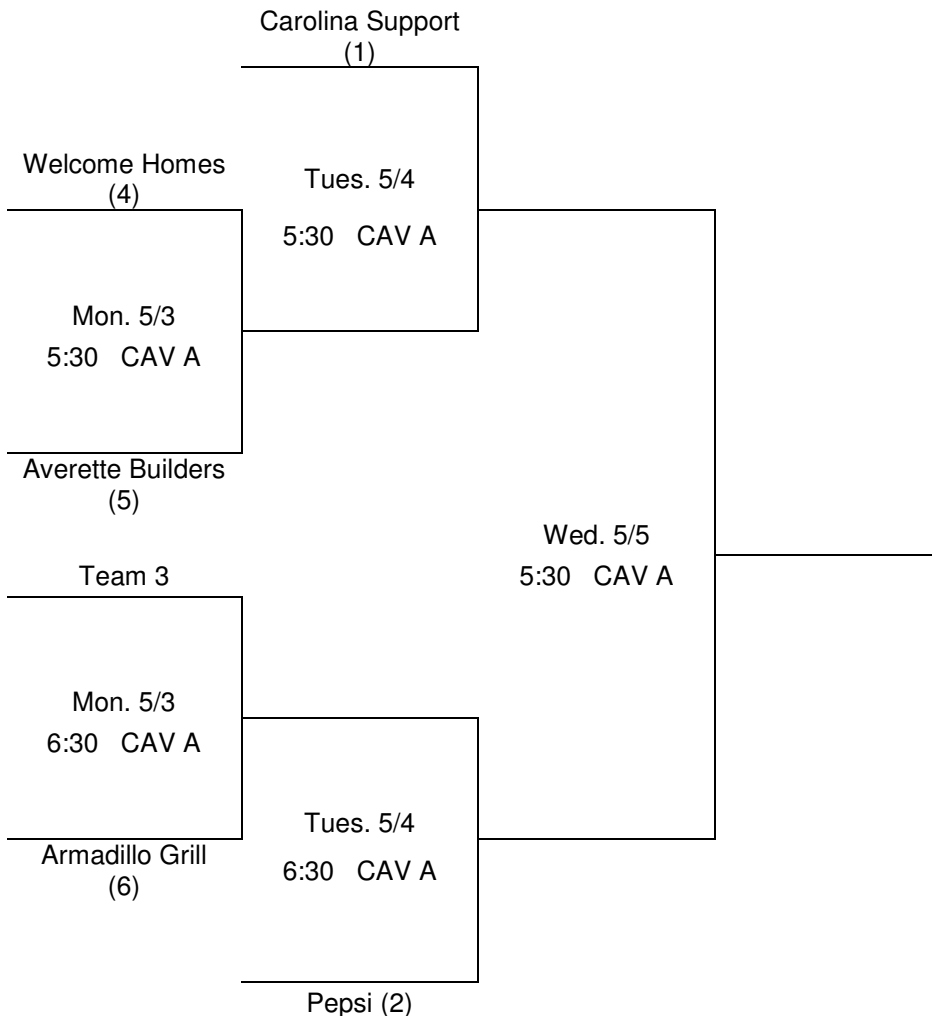 Carolina Support
(1)
Welcome Homes
(4)
Tues. 5/4
5:30 CAV A
Mon. 5/3
5:30 CAV A
Averette Builders
(5)
Wed. 5/5
5:30 CAV A
Team 3
Mon. 5/3
6:30 CAV A
Tues. 5/4
6:30 CAV A
Armadillo Grill
(6)
Pepsi (2)